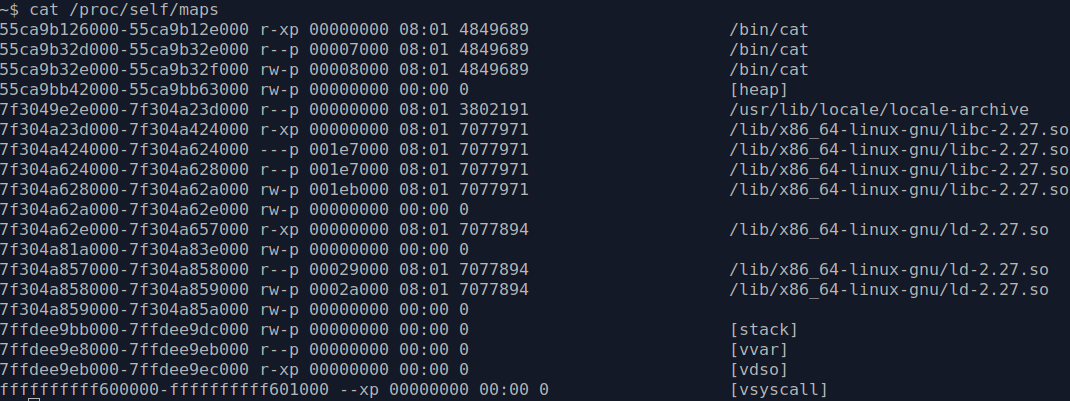 ~$ cat /proc/self/maps
55ca9b126000-55ca9b12e000 r-xp 00000000 08:01 4849689 /bin/cat
55ca9b32d000-55ca9b32e000 r--p 00007000 08:01 4849689 /bin/cat
55ca9b32e000-55ca9b32f000 rw-p 00008000 08:01 4849689 /bin/cat
55ca9bb42000-55ca9bb63000 rw-p 00000000 00:00 0 [heap]
7f3049e2e000-7f304a23d000 r--p 00000000 08:01 3802191 /usr/lib/locale/locale-archive
7f304a23d000-7f304a424000 r-xp 00000000 08:01 7077971 /lib/x86_64-linux-gnu/libc-2.27.so
7f304a424000-7f304a624000 ---p 001e7000 08:01 7077971 /lib/x86_64-linux-gnu/libc-2.27.so
7f304a624000-7f304a628000 r--p 001e7000 08:01 7077971 /lib/x86_64-linux-gnu/libc-2.27.so
7f304a628000-7f304a62a000 rw-p 001eb000 08:01 7077971 /lib/x86_64-linux-gnu/libc-2.27.so
7f304a62a000-7f304a62e000 rw-p 00000000 00:00 0
7f304a62e000-7f304a657000 r-xp 00000000 08:01 7077894 /lib/x86_64-linux-gnu/ld-2.27.so
7f304a81a000-7f304a83e000 rw-p 00000000 00:00 0
7f304a857000-7f304a858000 r--p 00029000 08:01 7077894 /lib/x86_64-linux-gnu/ld-2.27.so
7f304a858000-7f304a859000 rw-p 0002a000 08:01 7077894 /lib/x86_64-linux-gnu/ld-2.27.so
7f304a859000-7f304a85a000 rw-p 00000000 00:00 0
7ffdee9bb000-7ffdee9dc000 rw-p 00000000 00:00 0 [stack]
7ffdee9e8000-7ffdee9eb000 r--p 00000000 00:00 0 [vvar]
7ffdee9eb000-7ffdee9ec000 r-xp 00000000 00:00 0 [vdso]
ffffffffff600000-ffffffffff601000 --xp 00000000 00:00 0 [vsyscall]